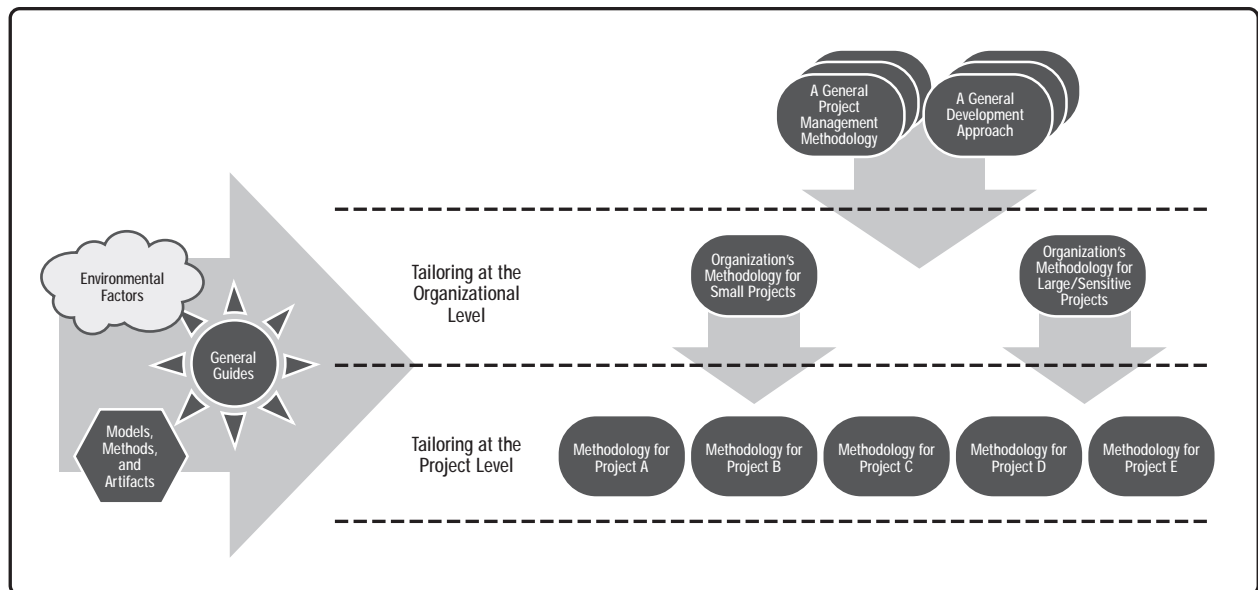 A General
Project
Management
Methodology
A General
Development
Approach
Environmental
Factors
General
Guides
Models,
Methods,
and
Artifacts
Tailoring at the
Organizational
Level
Organization's
Methodology for
Small Projects
Organization's
Methodology for
Large/Sensitive
Projects
Tailoring at the
Project Level
Methodology for
Project A
Methodology for
Project B
Methodology for
Project C
Methodology for
Project D
Methodology for
Project E